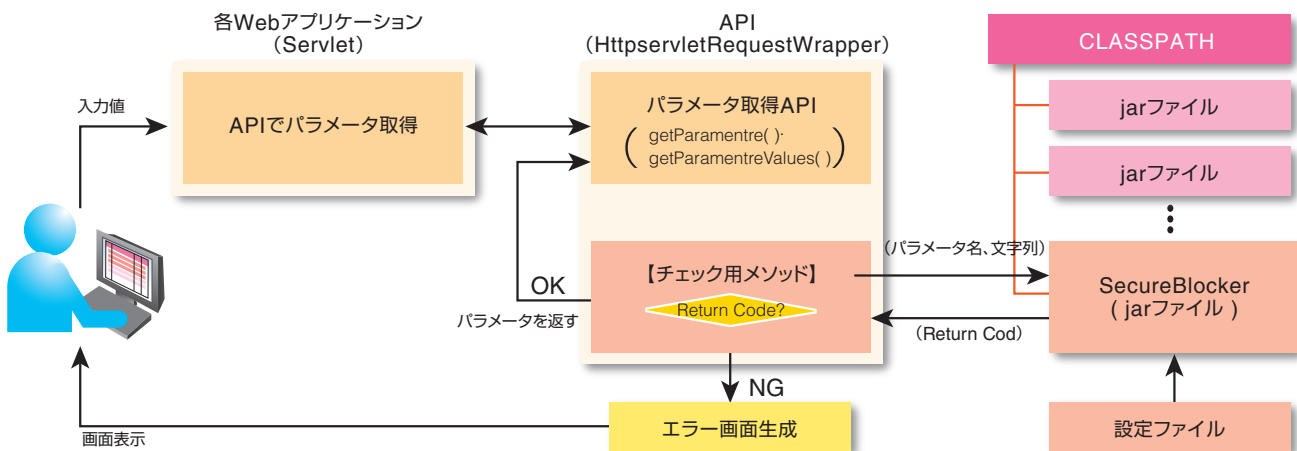 各Webアプリケーション
（Servlet）
API
（HttpservletRequestWrapper）
CLASSPATH
入力値
APIでパラメータ取得
パラメータ取得API
getParamentre( )·
getParamentreValues( )
jarファイル
jarファイル
【チェック用メソッド】
Return Code?
OK
パラメータを返す
（パラメータ名、文字列）
（Return Cod）
SecureBlocker
( jarファイル )
NG
エラー画面生成
設定ファイル
画面表示